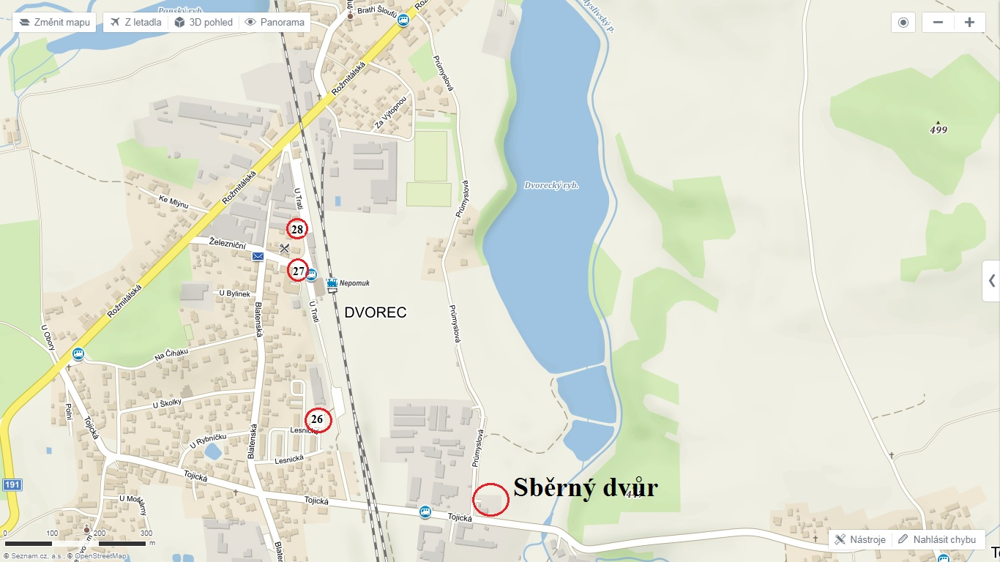 Panský ryb.
Bratří Šloufů
Změnit mapu
Z letadla
3D pohled
Panorama
Rožmitálská
Průmyslová
Za Výtopnou
499
Rožmitálská
U Trati
Dvorecký ryb.
Průmyslová
Ke Mlýnu
28
Železniční
27
Nepomuk
U Bylinek
Rožmitálská
Blatenská
U Trati
DVOREC
Průmyslová
U Obory
Na Čiháku
U Školky
Polní
26
Lesnická
Tojická
U Rybníčku
Blatenská
Lesnická
Průmyslová
Tojická
Sběrný dvůr
191
Tojická
U Mošárny
Tojická
0 100 200 300
m
Nástroje
Nahlásit chybu
© Seznam.cz, a.s., © OpenStreetMap